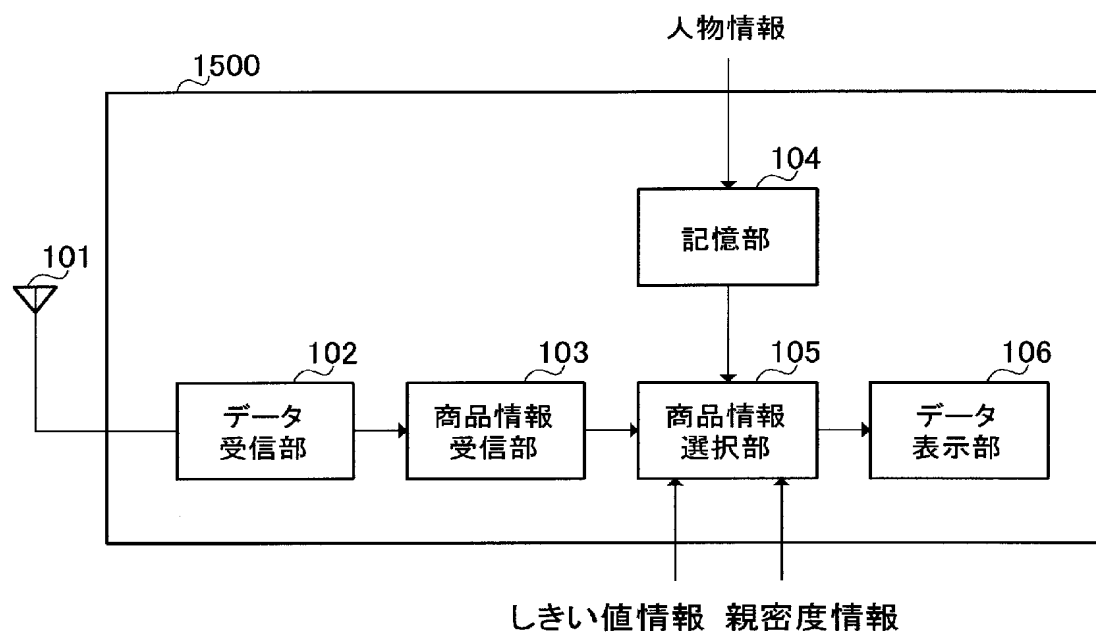 人物情報
1500
104
記憶部
101
102
103
105
106
データ
受信部
商品情報
受信部
商品情報
選択部
データ
表示部
しきい値情報 親密度情報